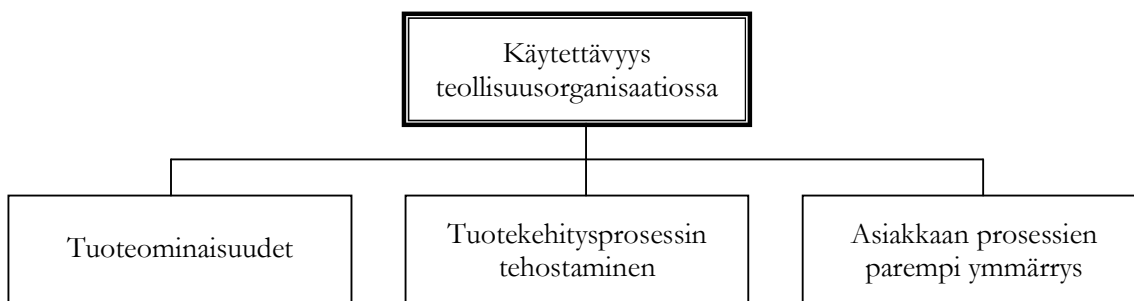 Käytettävyys
teollisuusorganisaatiossa
Tuoteominaisuudet
Tuotekehitysprosessin
tehostaminen
Asiakkaan prosessien
parempi ymmärrys